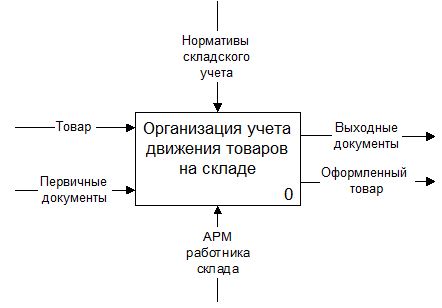 Нормативы
складского
учета
Товар
Первичные
документы
Организация учета
движения товаров
на складе
0
Выходные
документы
Оформленный
товар
АРМ
работника
склада